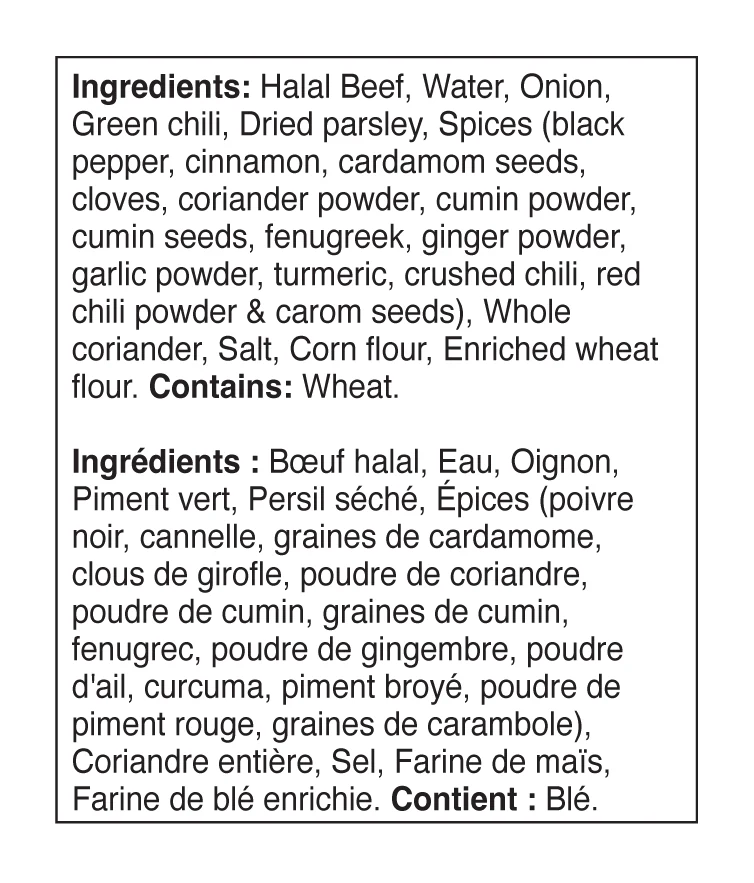 Ingredients: Halal Beef, Water, Onion,
Green chili, Dried parsley, Spices (black
pepper, cinnamon, cardamom seeds,
cloves, coriander powder, cumin powder,
cumin seeds, fenugreek, ginger powder,
garlic powder, turmeric, crushed chili, red
chili powder & carom seeds), Whole
coriander, Salt, Corn flour, Enriched wheat
flour. Contains: Wheat.
Ingrédients : Bœuf halal, Eau, Oignon,
Piment vert, Persil séché, Épices (poivre
noir, cannelle, graines de cardamome,
clous de girofle, poudre de coriandre,
poudre de cumin, graines de cumin,
fenugrec, poudre de gingembre, poudre
d'ail, curcuma, piment broyé, poudre de
piment rouge, graines de carambole),
Coriandre entière, Sel, Farine de maïs,
Farine de blé enrichie. Contient : Blé.